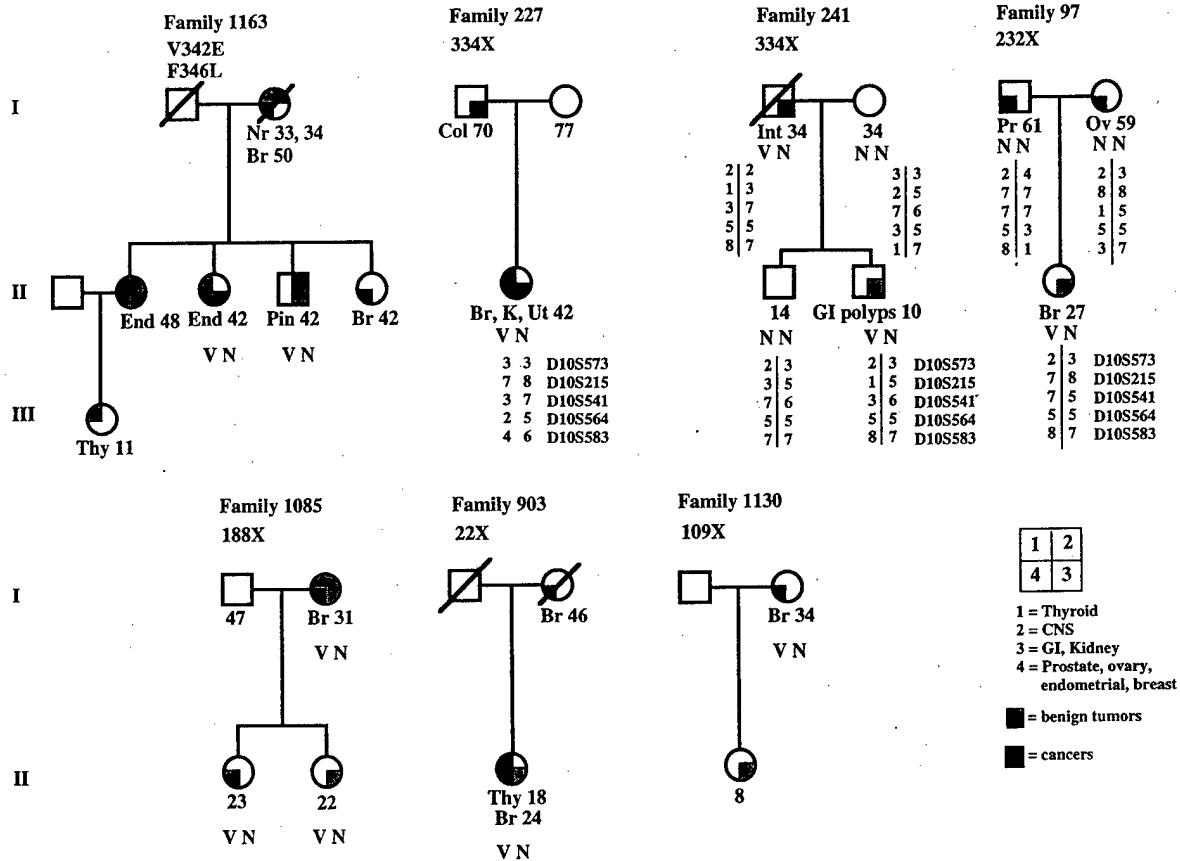 Family 1163
V342E
F346L
Nr 33, 34
Br 50
End 48
End 42
Pin 42
Br 42
V N
V N
Thy 11
Family 227
334X
Col 70
77
Br, K, Ut 42
V N
3 3 D10S573
7 8 D10S215
3 7 D10S541
2 5 D10S564
4 6 D10S583
Family 241
334X
Int 34
34
V N
N N
2 2
1 3
3 7
5 5
8 7
3 3
2 5
7 6
3 5
1 7
14
GI polyps 10
N N
V N
2 3
3 5
7 6
5 5
7 7
2 3 D10S573
1 5 D10S215
3 6 D10S541
5 5 D10S564
8 7 D10S583
Family 97
232X
Pr 61
Ov 59
N N
N N
2 4
7 7
7 7
5 3
8 1
2 3
8 8
1 5
5 5
3 7
Br 27
V N
2 3 D10S573
7 8 D10S215
7 5 D10S541
5 5 D10S564
8 7 D10S583
I
II
III
Family 1085
188X
47
Br 31
V N
23
22
V N
V N
Family 903
22X
Br 46
Thy 18
Br 24
V N
Family 1130
109X
Br 34
V N
8
I
II
1 2
4 3
1 = Thyroid
2 = CNS
3 = GI, Kidney
4 = Prostate, ovary,
endometrial, breast
= benign tumors
= cancers